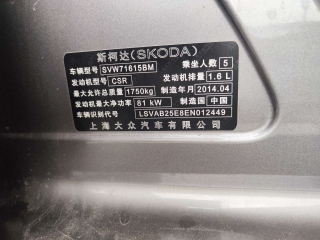 斯柯达(SKODA)
车辆型号 SVW71615BM 乘坐人数 5
发动机型号 CSR 发动机排量 1.6 L
最大允许总质量 1750kg 制造年月 2014.04
发动机最大净功率 81 kW 制造国 中国
车辆识别代号 LSVAB25E8EN012449
上海大众汽车有限公司